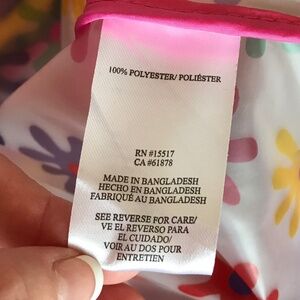 100% POLYESTER/ POLIÉSTER
RN #15517
CA #61878
MADE IN BANGLADESH
HECHO EN BANGLADESH
FABRIQUÉ AU BANGLADESH
SEE REVERSE FOR CARE/
VE EL REVERSO PARA
EL CUIDADO/
VOIR AU DOS POUR
ENTRETIEN